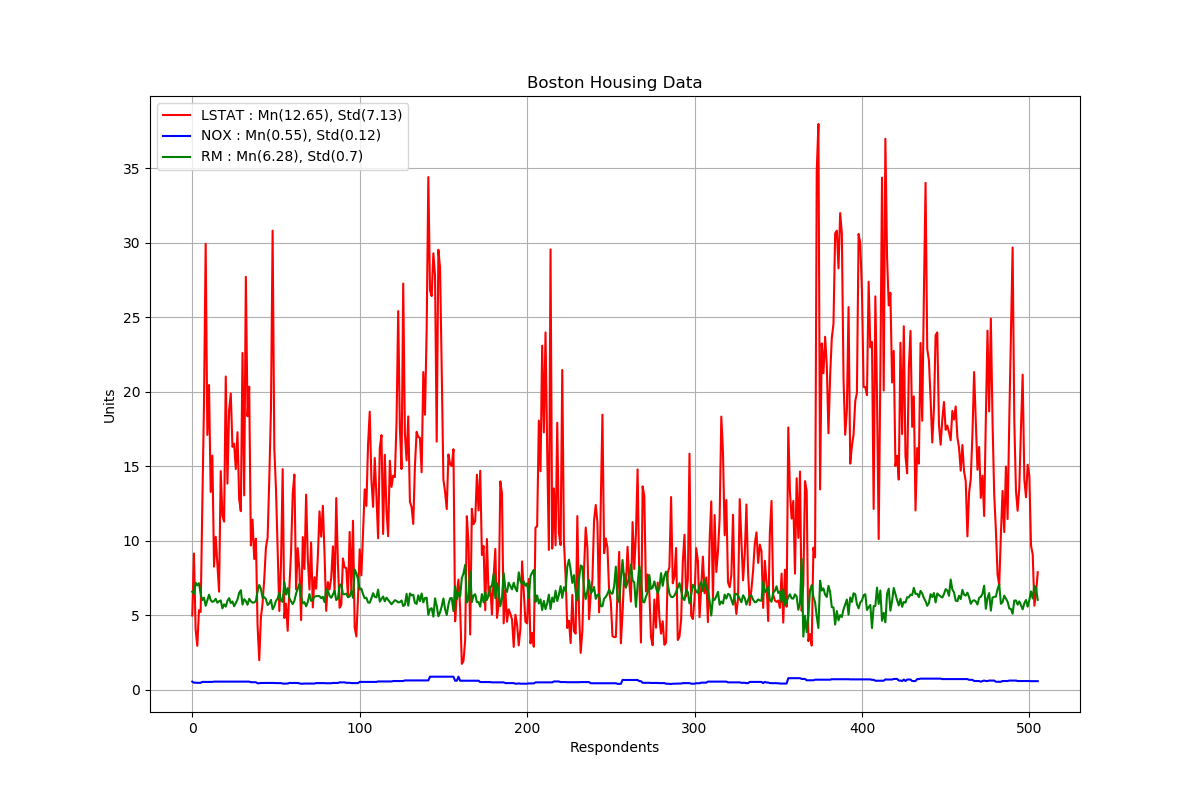 Boston Housing Data
LSTAT : Mn(12.65), Std(7.13)
NOX : Mn(0.55), Std(0.12)
RM : Mn(6.28), Std(0.7)
35
30
25
20
15
10
5
0
Units
0 100 200 300 400 500
Respondents